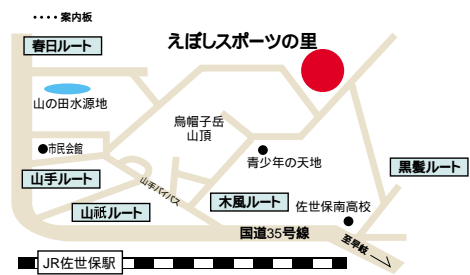 ・・・・案内板
春日ルート
えぼしスポーツの里
山の田水源地
烏帽子岳
山頂
市民会館
青少年の天地
黒髪ルート
山手ルート
山手バイパス
山祇ルート
木風ルート
佐世保南高校
国道35号線
至早岐
JR佐世保駅